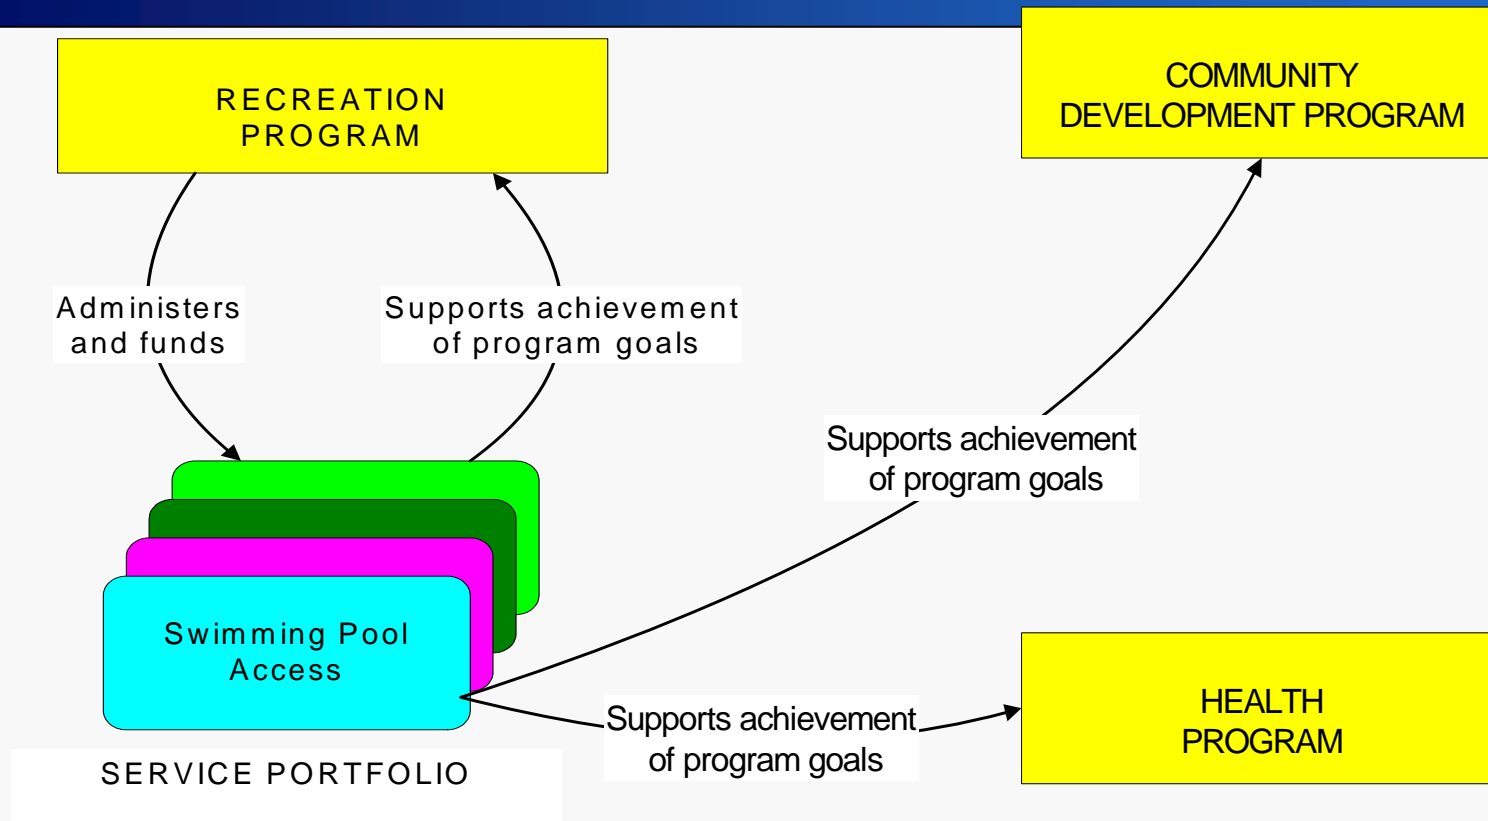 RECREATION
PROGRAM
COMMUNITY
DEVELOPMENT PROGRAM
Administers
and funds
Supports achievement
of program goals
Supports achievement
of program goals
Swimming Pool
Access
Supports achievement
of program goals
HEALTH
PROGRAM
SERVICE PORTFOLIO